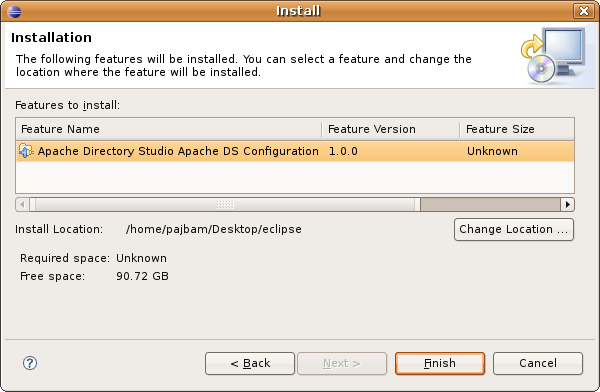 Install
Installation
The following features will be installed. You can select a feature and change the
location where the feature will be installed.
Features to install:
Feature Name Feature Version Feature Size
Apache Directory Studio Apache DS Configuration 1.0.0 Unknown
Install Location: /home/pajbam/Desktop/eclipse Change Location ...
Required space: Unknown
Free space: 90.72 GB
? < Back Next > Finish Cancel